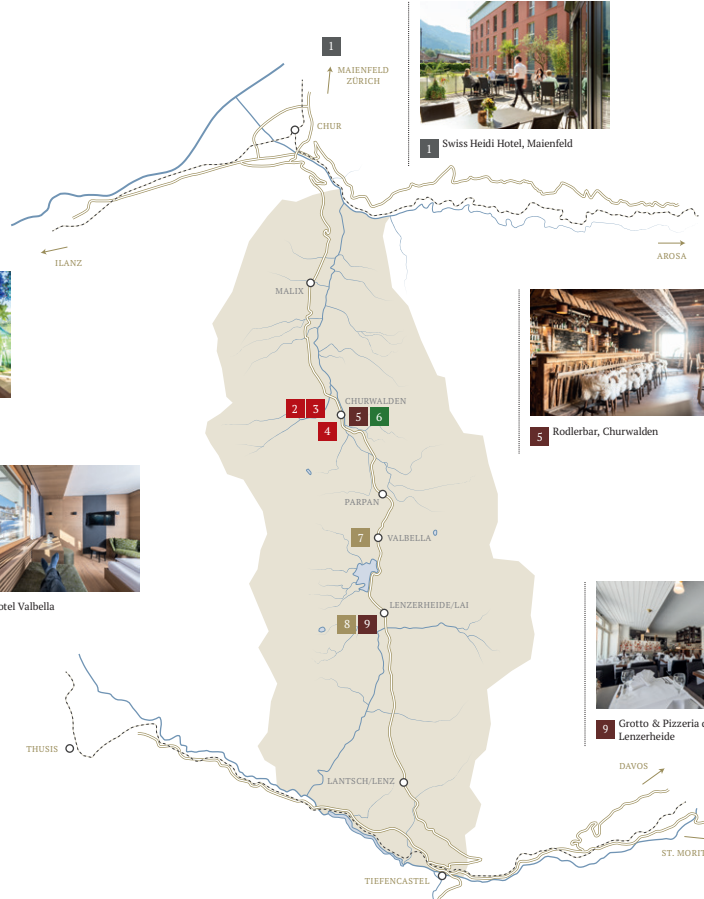 1
MAIENFELD
ZÜRICH
CHUR
1 Swiss Heidi Hotel, Maienfeld
ILANZ
AROSA
MALIX
CHURWALDEN
2 3
5 6
4
5 Rodlerbar, Churwalden
PARPAN
7
VALBELLA
otel Valbella
LENZERHEIDE/LAI
8 9
9 Grotto & Pizzeria
Lenzerheide
THUSIS
DAVOS
LANTSCH/LENZ
ST. MORIT
TIEFENCASTEL